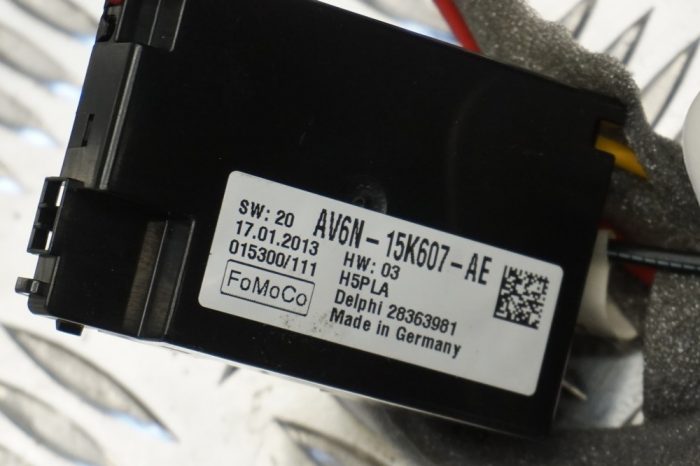 SW: 20 AV6N-15K607-AE
17.01.2013 HW: 03
015300/111 H5PLA
FoMoCo Delphi 28363981
Made in Germany